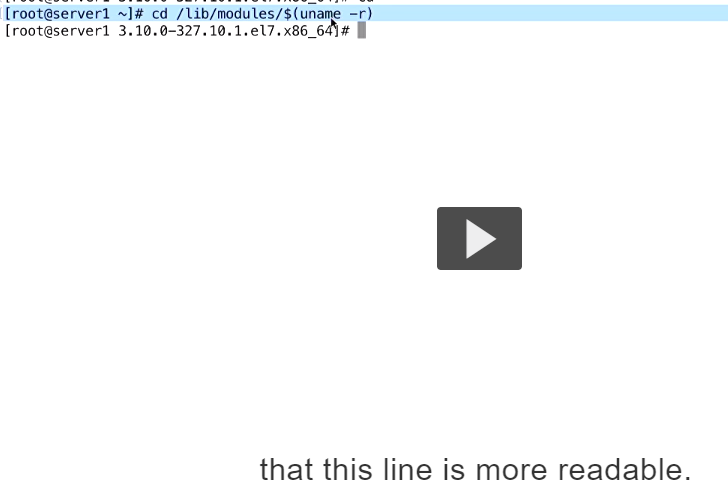 [root@server1 ~]# cd /lib/modules/$(uname -r)
[root@server1 3.10.0-327.10.1.el7.x86_64]#
that this line is more readable.